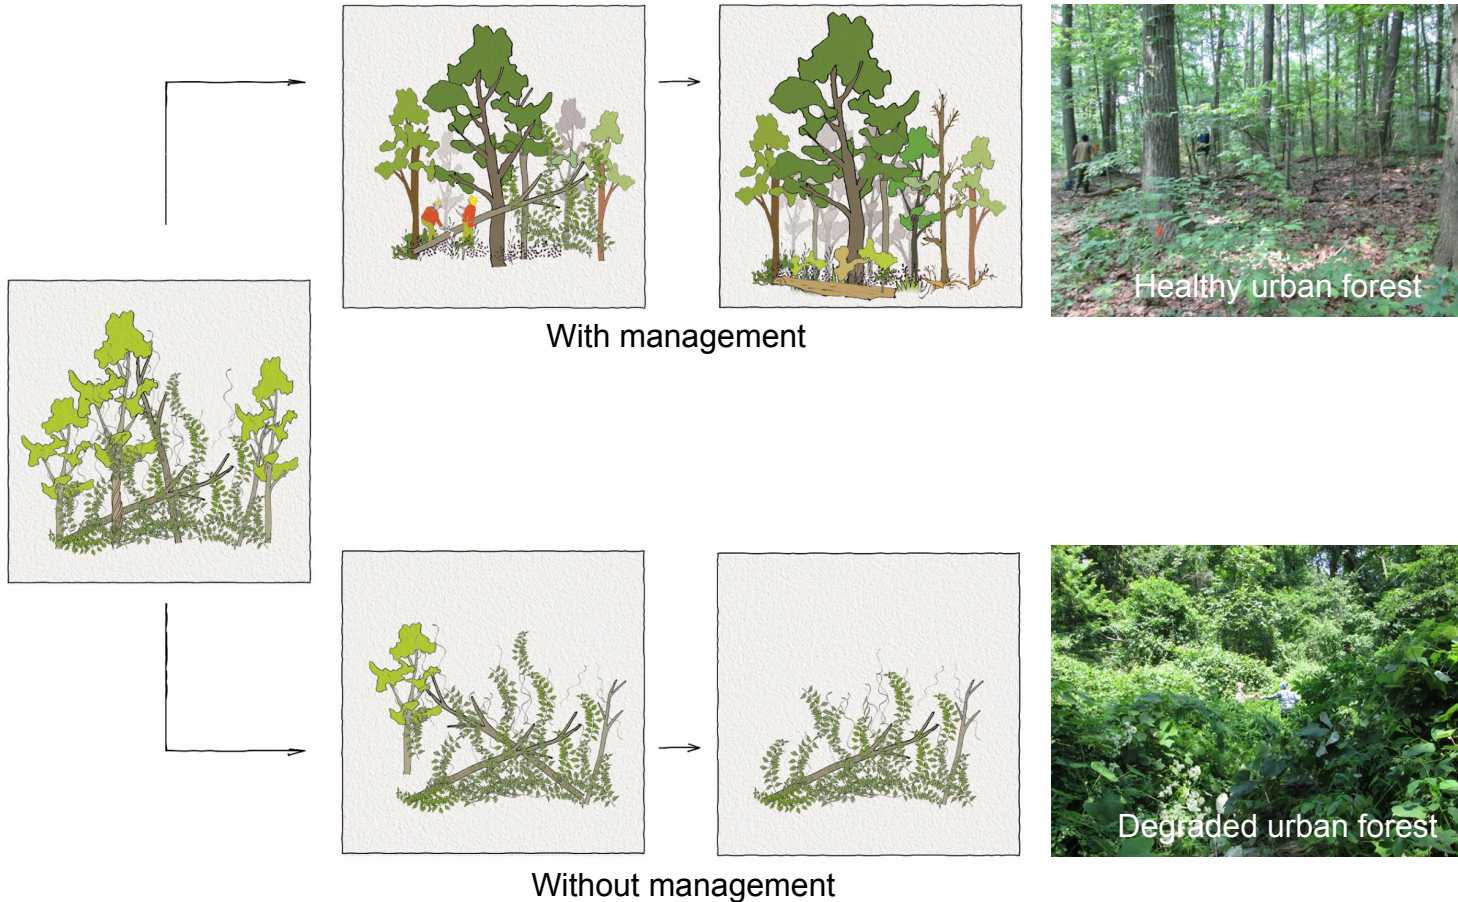 Healthy urban forest
With management
Degraded urban forest
Without management